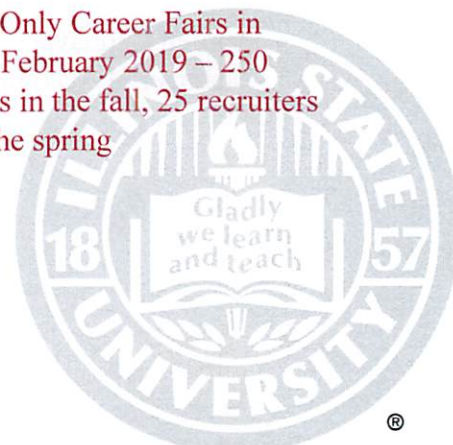 Only Career Fairs in
February 2019 – 250
s in the fall, 25 recruiters
he spring
ILLINOIS STATE
Gladly
we learn
and teach
18 57
UNIVERSITY
®